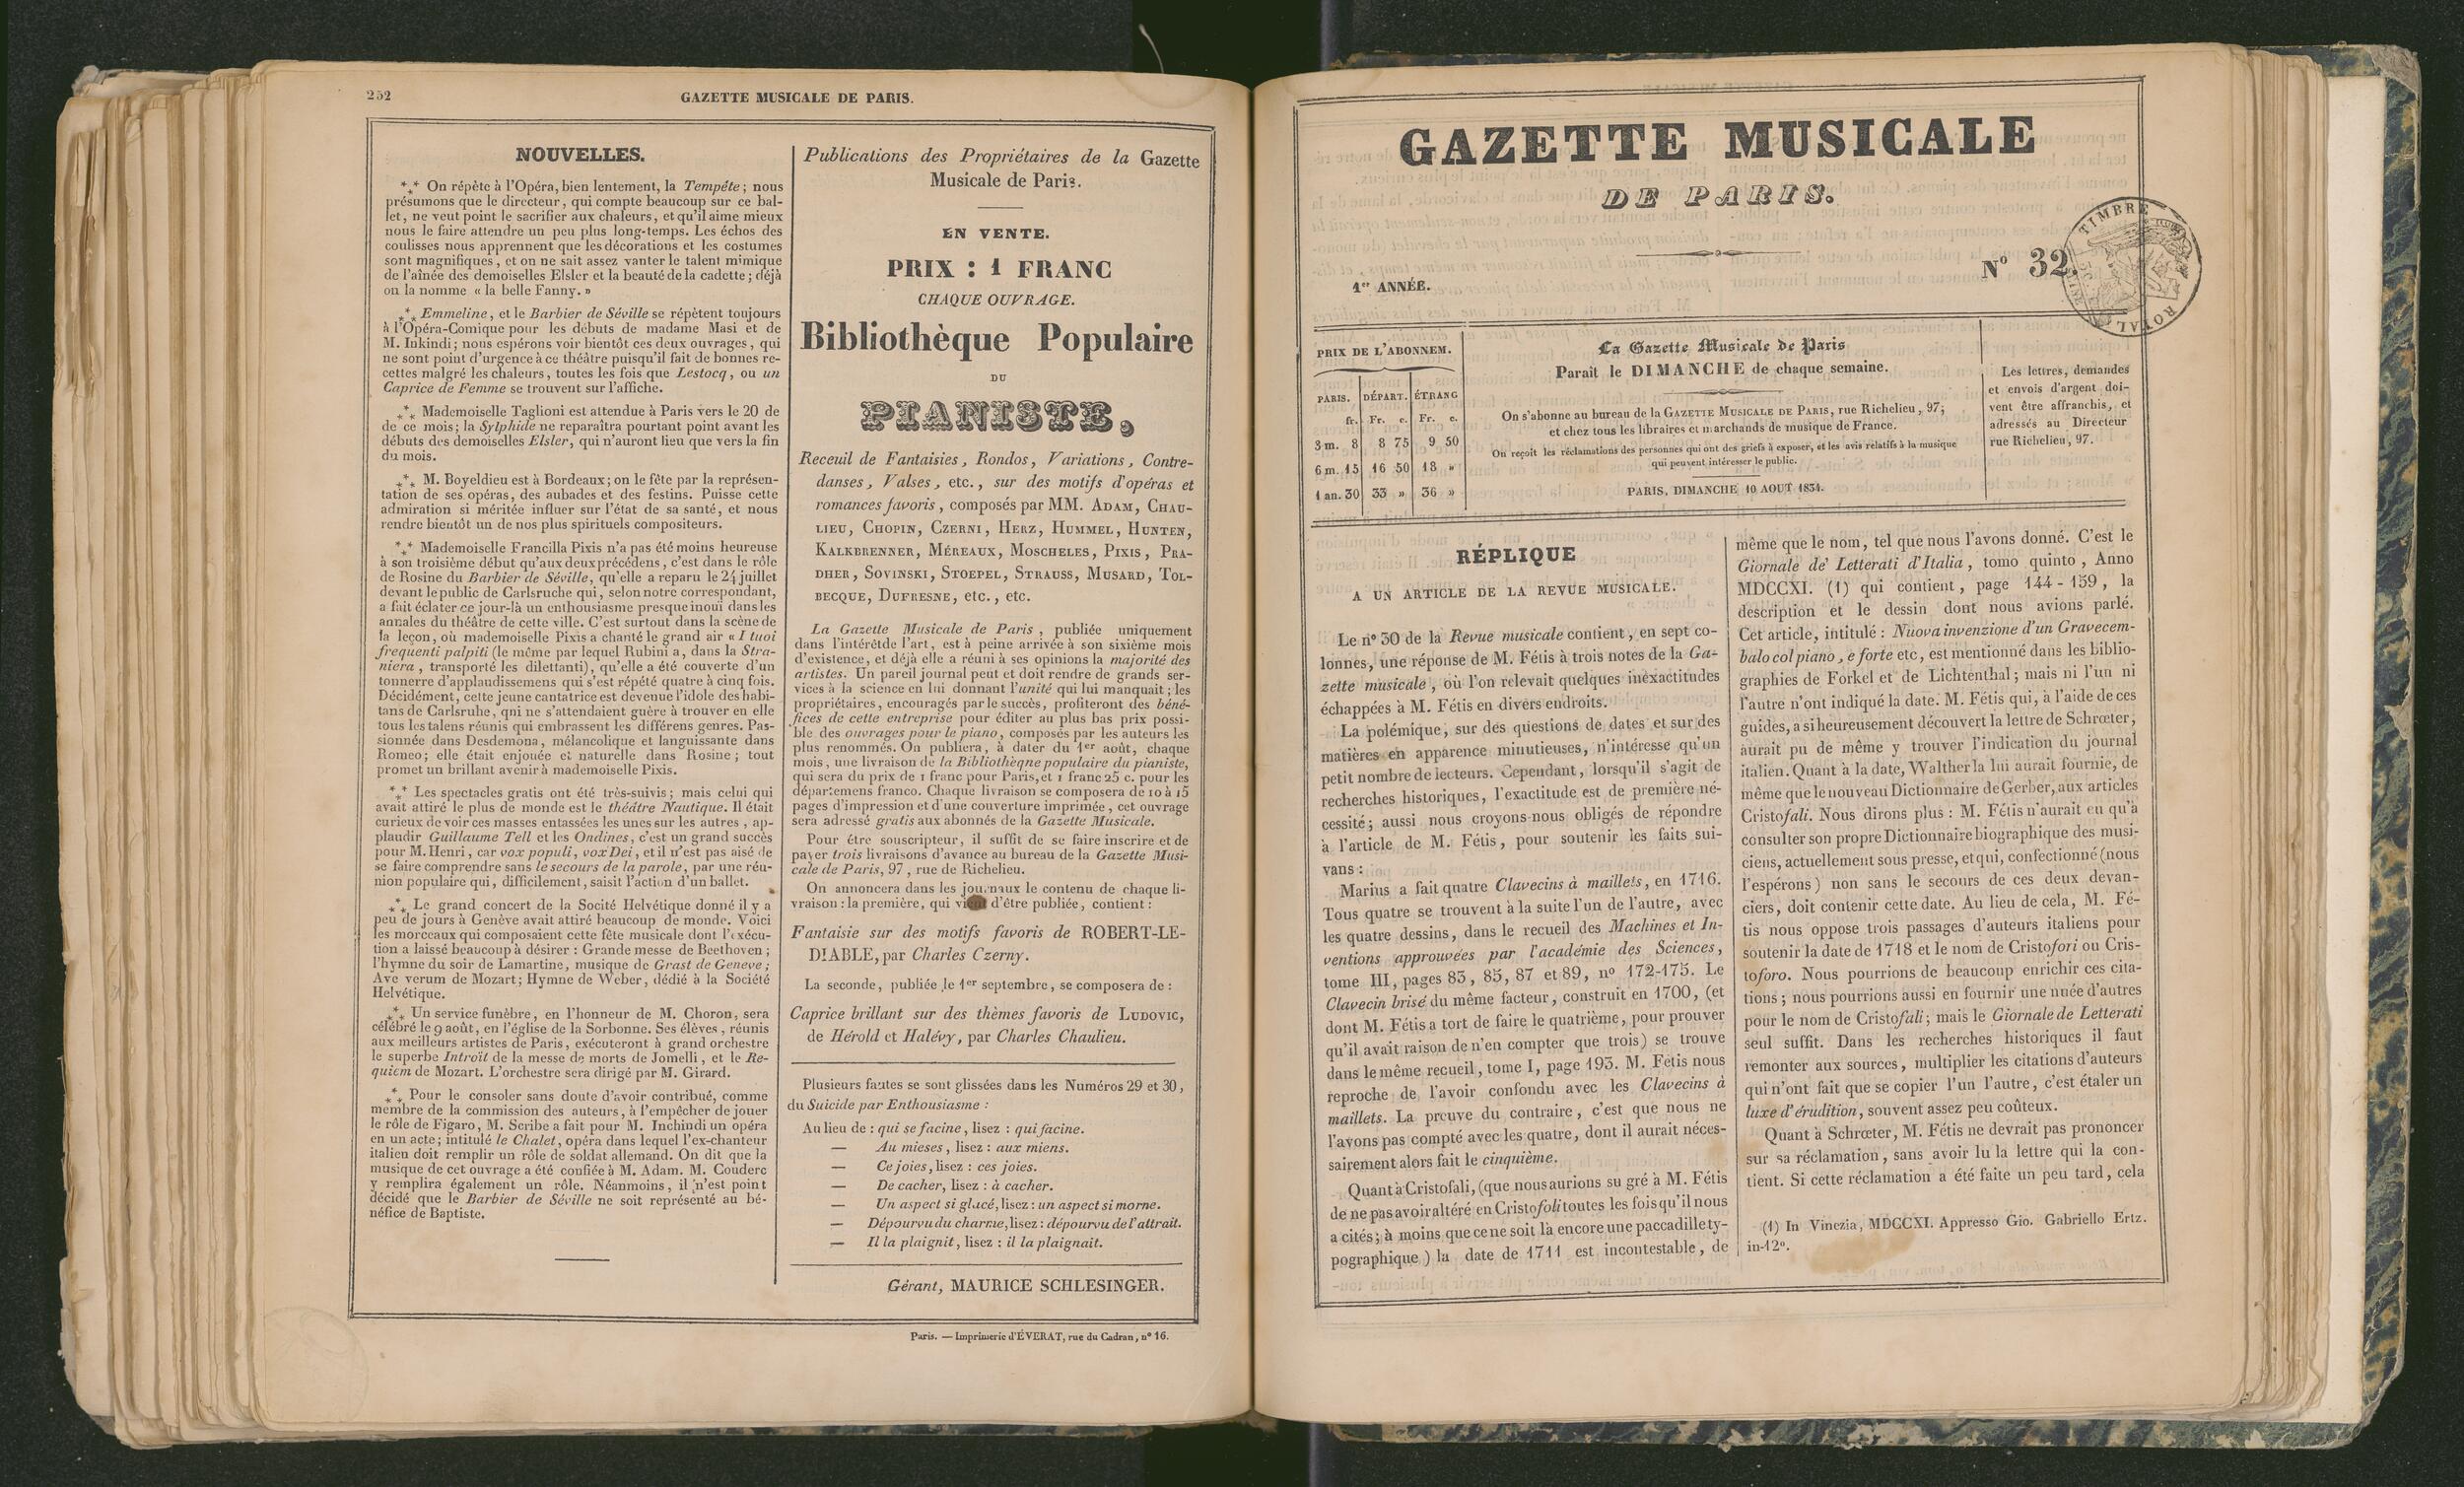 252
GAZETTE MUSICALE DE PARIS.
NOUVELLES.
*** On répète à l'Opéra, bien lentement, la Tempête; nous
présumons que le directeur, qui compte beaucoup sur ce bal-
let, ne veut point le sacrifier aux chaleurs, et qu'il aime mieux
nous le faire attendre un peu plus long-temps. Les échos des
coulisses nous apprennent que les décorations et les costumes
sont magnifiques, et on ne sait assez vanter le talent mimique
de l'aînée des demoiselles Elsler et la beauté de la cadette; déjà
on la nomme « la belle Fanny. »
*** Emmeline, et le Barbier de Séville se répètent toujours
à l'Opéra-Comique pour les débuts de madame Masi et de
M. Inkindi; nous espérons voir bientôt ces deux ouvrages, qui
ne sont point d'urgence à ce théâtre puisqu'il fait de bonnes re-
cettes malgré les chaleurs, toutes les fois que Lestocq, ou un
Caprice de Femme se trouvent sur l'affiche.
*** Mademoiselle Taglioni est attendue à Paris vers le 20 de
de ce mois; la Sylphide ne reparaîtra pourtant point avant les
débuts des demoiselles Elsler, qui n'auront lieu que vers la fin
du mois.
*** M. Boyeldieu est à Bordeaux; on le fête par la représen-
tation de ses opéras, des aubades et des festins. Puisse cette
admiration si méritée influer sur l'état de sa santé, et nous
rendre bientôt un de nos plus spirituels compositeurs.
*** Mademoiselle Francilla Pixis n'a pas été moins heureuse
à son troisième début qu'aux deux précédens, c'est dans le rôle
de Rosine du Barbier de Séville, qu'elle a reparu le 24 juillet
devant le public de Carlsruche qui, selon notre correspondant,
a fait éclater ce jour-là un enthousiasme presque inoui dans les
annales du théâtre de cette ville. C'est surtout dans la scène de
la leçon, où mademoiselle Pixis a chanté le grand air « I tuoi
frequenti palpiti (le même par lequel Rubini a, dans la Stra-
niera, transporté les dilettanti), qu'elle a été couverte d'un
tonnerre d'applaudissemens qui s'est répété quatre à cinq fois.
Décidément, cette jeune cantatrice est devenue l'idole des habi-
tans de Carlsruhe, qni ne s'attendaient guère à trouver en elle
tous les talens réunis qui embrassent les différens genres. Pas-
sionnée dans Desdemona, mélancolique et languissante dans
Romeo; elle était enjouée et naturelle dans Rosine; tout
promet un brillant avenir à mademoiselle Pixis.
*** Les spectacles gratis ont été très-suivis; mais celui qui
avait attiré le plus de monde est le théâtre Nautique. Il était
curieux de voir ces masses entassées les unes sur les autres, ap-
plaudir Guillaume Tell et les Ondines, c'est un grand succès
pour M. Henri, car vox populi, vox Dei, et il n'est pas aisé de
se faire comprendre sans le secours de la parole, par une réu-
nion populaire qui, difficilement, saisit l'action d'un ballet.
*** Le grand concert de la Socité Helvétique donné il y a
peu de jours à Genève avait attiré beaucoup de monde. Voici
les morceaux qui composaient cette fête musicale dont l'exécu-
tion a laissé beaucoup à désirer : Grande messe de Beethoven;
l'hymne du soir de Lamartine, musique de Grast de Geneve;
Ave verum de Mozart; Hymne de Weber, dédié à la Société
Helvétique.
*** Un service funèbre, en l'honneur de M. Choron, sera
célébré le 9 août, en l'église de la Sorbonne. Ses élèves, réunis
aux meilleurs artistes de Paris, exécuteront à grand orchestre
le superbe Introït de la messe de morts de Jomelli, et le Re-
quiem de Mozart. L'orchestre sera dirigé par M. Girard.
*** Pour le consoler sans doute d'avoir contribué, comme
membre de la commission des auteurs, à l'empêcher de jouer
le rôle de Figaro, M. Scribe a fait pour M. Inchindi un opéra
en un acte; intitulé le Chalet, opéra dans lequel l'ex-chanteur
italien doit remplir un rôle de soldat allemand. On dit que la
musique de cet ouvrage a été confiée à M. Adam. M. Couderc
y remplira également un rôle. Néanmoins, il n'est point
décidé que le Barbier de Séville ne soit représenté au bé-
néfice de Baptiste.
Publications des Propriétaires de la Gazette
Musicale de Paris.
EN VENTE.
PRIX : 1 FRANC
CHAQUE OUVRAGE.
Bibliothèque Populaire
DU
PIANISTE,
Receuil de Fantaisies, Rondos, Variations, Contre-
danses, Valses, etc., sur des motifs d'opéras et
romances favoris, composés par MM. ADAM, CHAU-
LIEU, CHOPIN, CZERNI, HERZ, HUMMEL, HUNTEN,
KALKBRENNER, MÉREAUX, MOSCHELES, PIXIS, PRA-
DHER, SOVINSKI, STOEPEL, STRAUSS, MUSARD, TOL-
BECQUE, DUFRESNE, etc., etc.
La Gazette Musicale de Paris, publiée uniquement
dans l'intérêt de l'art, est à peine arrivée à son sixième mois
d'existence, et déjà elle a réuni à ses opinions la majorité des
artistes. Un pareil journal peut et doit rendre de grands ser-
vices à la science en lui donnant l'unité qui lui manquait; les
propriétaires, encouragés par le succès, profiteront des béné-
fices de cette entreprise pour éditer au plus bas prix possi-
ble des ouvrages pour le piano, composés par les auteurs les
plus renommés. On publiera, à dater du 1er août, chaque
mois, une livraison de la Bibliothèqne populaire du pianiste,
qui sera du prix de 1 franc pour Paris, et 1 franc 25 c. pour les
départemens franco. Chaque livraison se composera de 10 à 15
pages d'impression et d'une couverture imprimée, cet ouvrage
sera adressé gratis aux abonnés de la Gazette Musicale.
Pour être souscripteur, il suffit de se faire inscrire et de
payer trois livraisons d'avance au bureau de la Gazette Musi-
cale de Paris, 97, rue de Richelieu.
On annoncera dans les journaux le contenu de chaque li-
vraison : la première, qui vient d'être publiée, contient :
Fantaisie sur des motifs favoris de ROBERT-LE-
DIABLE, par Charles Czerny.
La seconde, publiée le 1er septembre, se composera de :
Caprice brillant sur des thèmes favoris de LUDOVIC,
de Hérold et Halévy, par Charles Chaulieu.
Plusieurs fautes se sont glissées dans les Numéros 29 et 30,
du Suicide par Enthousiasme :
Au lieu de : qui se facine, lisez : qui facine.
— Au mieses, lisez : aux miens.
— Ce joies, lisez : ces joies.
— De cacher, lisez : à cacher.
— Un aspect si glacé, lisez : un aspect si morne.
— Dépourvu du charme, lisez : dépourvu de l'attrait.
— Il la plaignit, lisez : il la plaignait.
Gérant, MAURICE SCHLESINGER.
Paris. — Imprimerie d'ÉVERAT, rue du Cadran, n° 16.
GAZETTE MUSICALE
DE PARIS.
1er ANNÉE.
N° 32.
TIMBRE
ROYAL
PRIX DE L'ABONNEM.
PARIS. DÉPART. ÉTRANG
fr. Fr. c. Fr. c.
3 m. 8 8 75 9 50
6 m. 15 16 50 18 »
1 an. 30 33 » 36 »
La Gazette Musicale de Paris
Paraît le DIMANCHE de chaque semaine.
On s'abonne au bureau de la GAZETTE MUSICALE DE PARIS, rue Richelieu, 97;
et chez tous les libraires et marchands de musique de France.
On reçoit les réclamations des personnes qui ont des griefs à exposer, et les avis relatifs à la musique
qui peuvent intéresser le public.
PARIS, DIMANCHE 10 AOUT 1834.
Les lettres, demandes
et envois d'argent doi-
vent être affranchis, et
adressés au Directeur
rue Richelieu, 97.
RÉPLIQUE
A UN ARTICLE DE LA REVUE MUSICALE.
Le n° 30 de la Revue musicale contient, en sept co-
lonnes, une réponse de M. Fétis à trois notes de la Ga-
zette musicale, où l'on relevait quelques inéxactitudes
échappées à M. Fétis en divers endroits.
La polémique, sur des questions de dates et sur des
matières en apparence minutieuses, n'intéresse qu'un
petit nombre de lecteurs. Cependant, lorsqu'il s'agit de
recherches historiques, l'exactitude est de première né-
cessité; aussi nous croyons-nous obligés de répondre
à l'article de M. Fétis, pour soutenir les faits sui-
vans :
Marius a fait quatre Clavecins à maillets, en 1716.
Tous quatre se trouvent à la suite l'un de l'autre, avec
les quatre dessins, dans le recueil des Machines et In-
ventions approuvées par l'académie des Sciences,
tome III, pages 83, 85, 87 et 89, n° 172-175. Le
Clavecin brisé du même facteur, construit en 1700, (et
dont M. Fétis a tort de faire le quatrième, pour prouver
qu'il avait raison de n'en compter que trois) se trouve
dans le même recueil, tome I, page 193. M. Fetis nous
reproche de l'avoir confondu avec les Clavecins à
maillets. La preuve du contraire, c'est que nous ne
l'avons pas compté avec les quatre, dont il aurait néces-
sairement alors fait le cinquième.
Quant à Cristofali, (que nous aurions su gré à M. Fétis
de ne pas avoir altéré en Cristofoli toutes les fois qu'il nous
a cités; à moins que ce ne soit là encore une paccadille ty-
pographique) la date de 1711 est incontestable, de
même que le nom, tel que nous l'avons donné. C'est le
Giornale de' Letterati d'Italia, tomo quinto, Anno
MDCCXI. (1) qui contient, page 144-159, la
description et le dessin dont nous avions parlé.
Cet article, intitulé : Nuova invenzione d'un Gravecem-
balo col piano, e forte etc, est mentionné dans les biblio-
graphies de Forkel et de Lichtenthal; mais ni l'un ni
l'autre n'ont indiqué la date. M. Fétis qui, à l'aide de ces
guides, a si heureusement découvert la lettre de Schrœter,
aurait pu de même y trouver l'indication du journal
italien. Quant à la date, Walther la lui aurait fournie, de
même que le nouveau Dictionnaire de Gerber, aux articles
Cristofali. Nous dirons plus : M. Fétis n'aurait eu qu'à
consulter son propre Dictionnaire biographique des musi-
ciens, actuellement sous presse, et qui, confectionné (nous
l'espérons) non sans le secours de ces deux devan-
ciers, doit contenir cette date. Au lieu de cela, M. Fé-
tis nous oppose trois passages d'auteurs italiens pour
soutenir la date de 1718 et le nom de Cristofori ou Cris-
toforo. Nous pourrions de beaucoup enrichir ces cita-
tions; nous pourrions aussi en fournir une nuée d'autres
pour le nom de Cristofali; mais le Giornale de Letterati
seul suffit. Dans les recherches historiques il faut
remonter aux sources, multiplier les citations d'auteurs
qui n'ont fait que se copier l'un l'autre, c'est étaler un
luxe d'érudition, souvent assez peu coûteux.
Quant à Schrœter, M. Fétis ne devrait pas prononcer
sur sa réclamation, sans avoir lu la lettre qui la con-
tient. Si cette réclamation a été faite un peu tard, cela
(1) In Vinezia, MDCCXI. Appresso Gio. Gabriello Ertz.
in-12°.